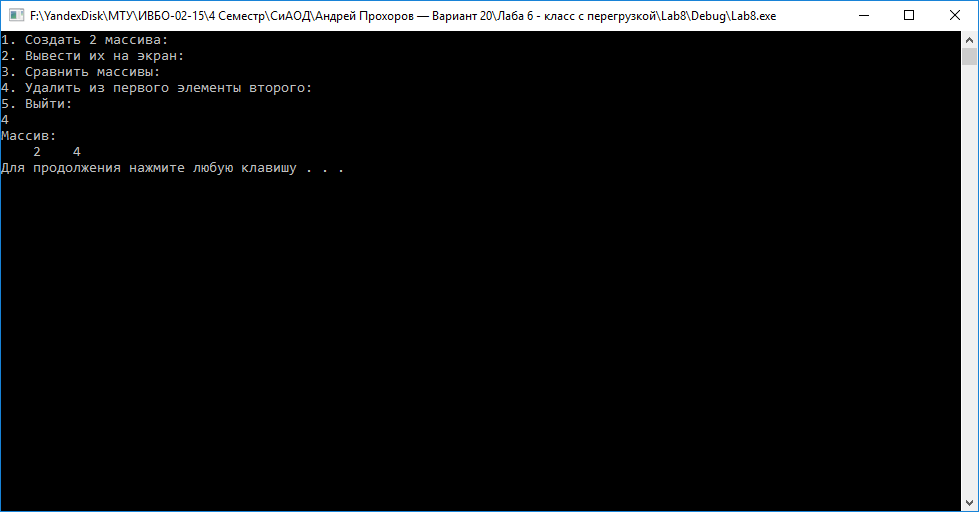 F:\YandexDisk\МТУ\ИВБО-02-15\4 Семестр\СиАОД\Андрей Прохоров — Вариант 20\Лаба 6 - класс с перегрузкой\Lab8\Debug\Lab8.exe
1. Создать 2 массива:
2. Вывести их на экран:
3. Сравнить массивы:
4. Удалить из первого элементы второго:
5. Выйти:
4
Массив:
    2    4
Для продолжения нажмите любую клавишу . . .